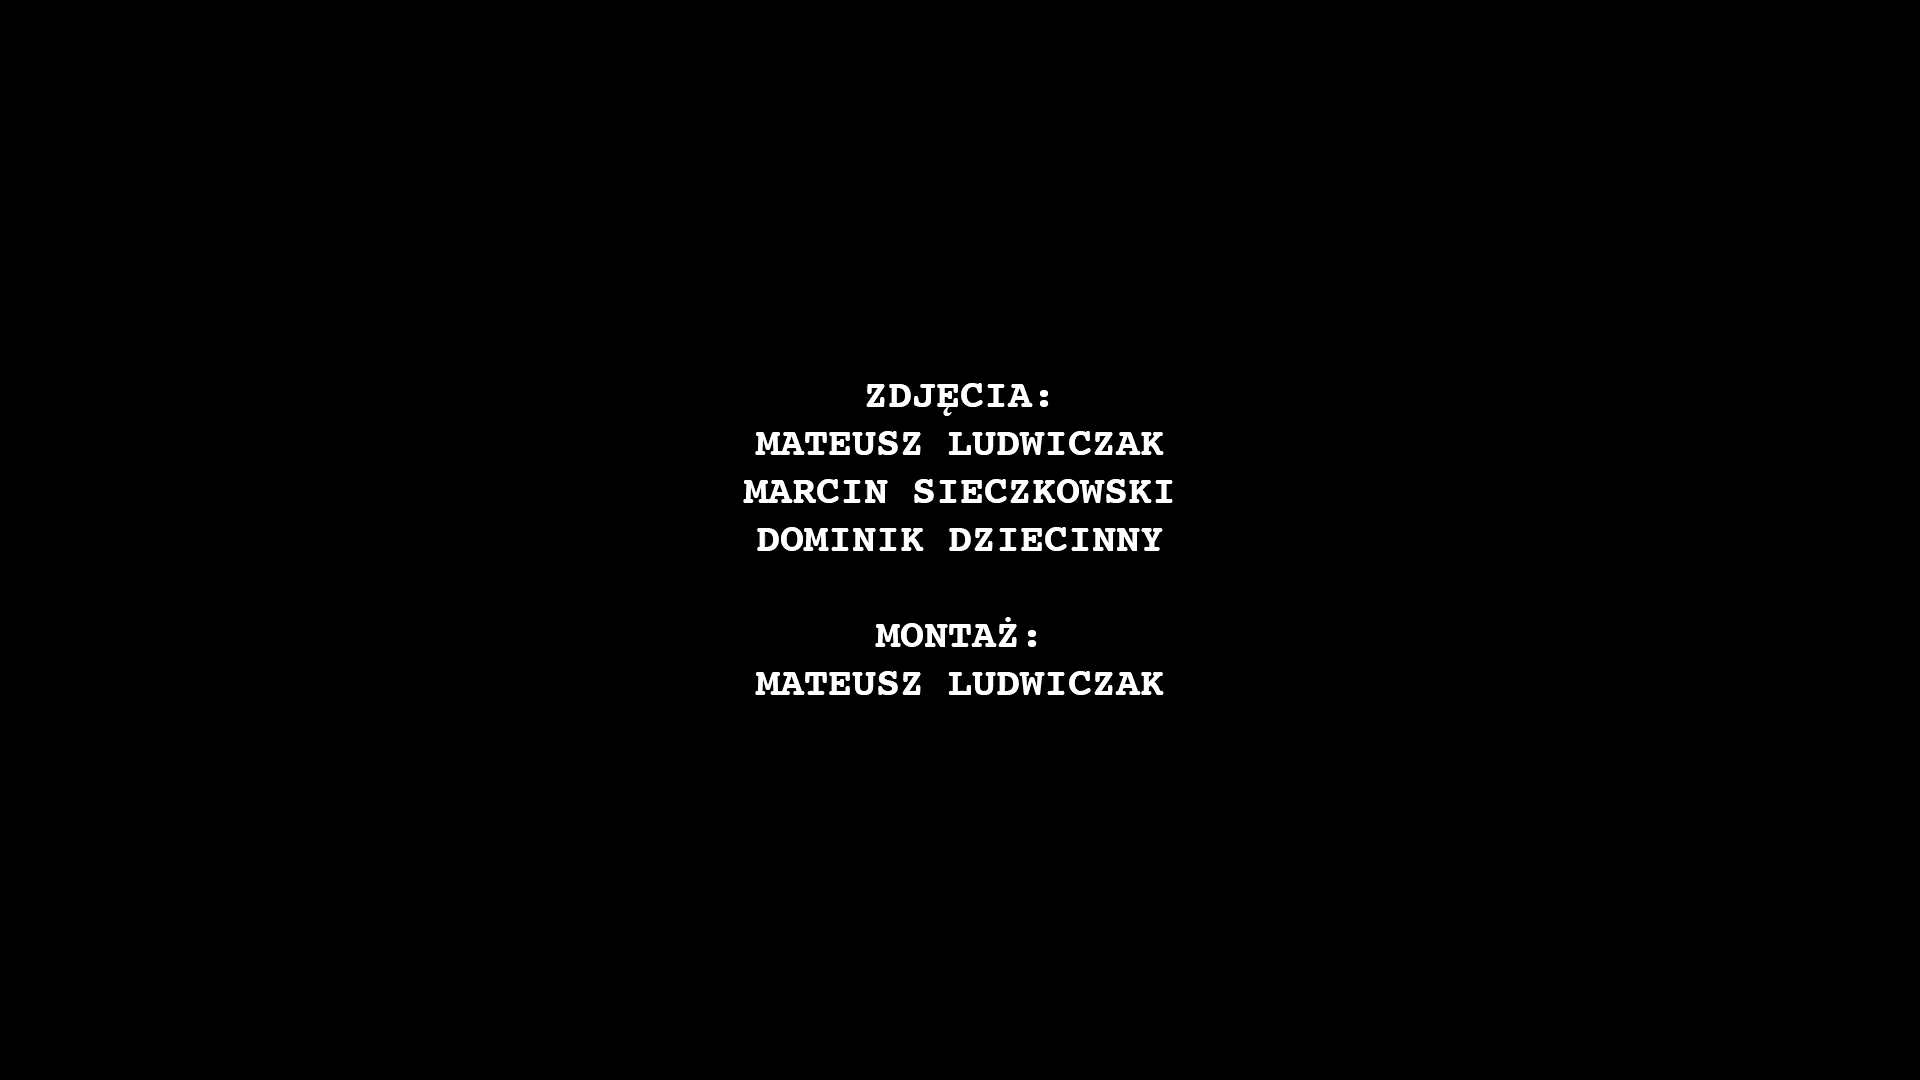 ZDJĘCIA:
MATEUSZ LUDWICZAK
MARCIN SIECZKOWSKI
DOMINIK DZIECINNY
MONTAŻ:
MATEUSZ LUDWICZAK